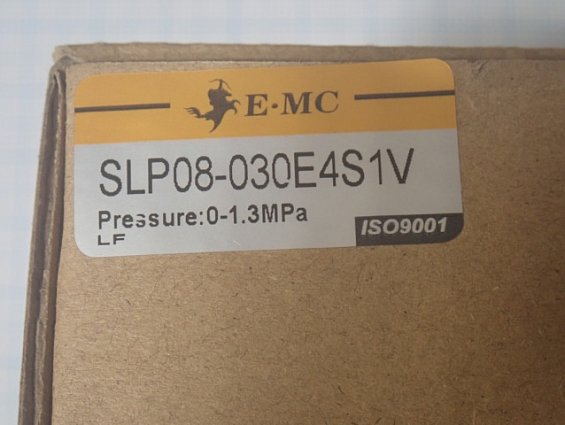 E·MC
SLP08-030E4S1V
Pressure:0-1.3MPa
LF
ISO9001